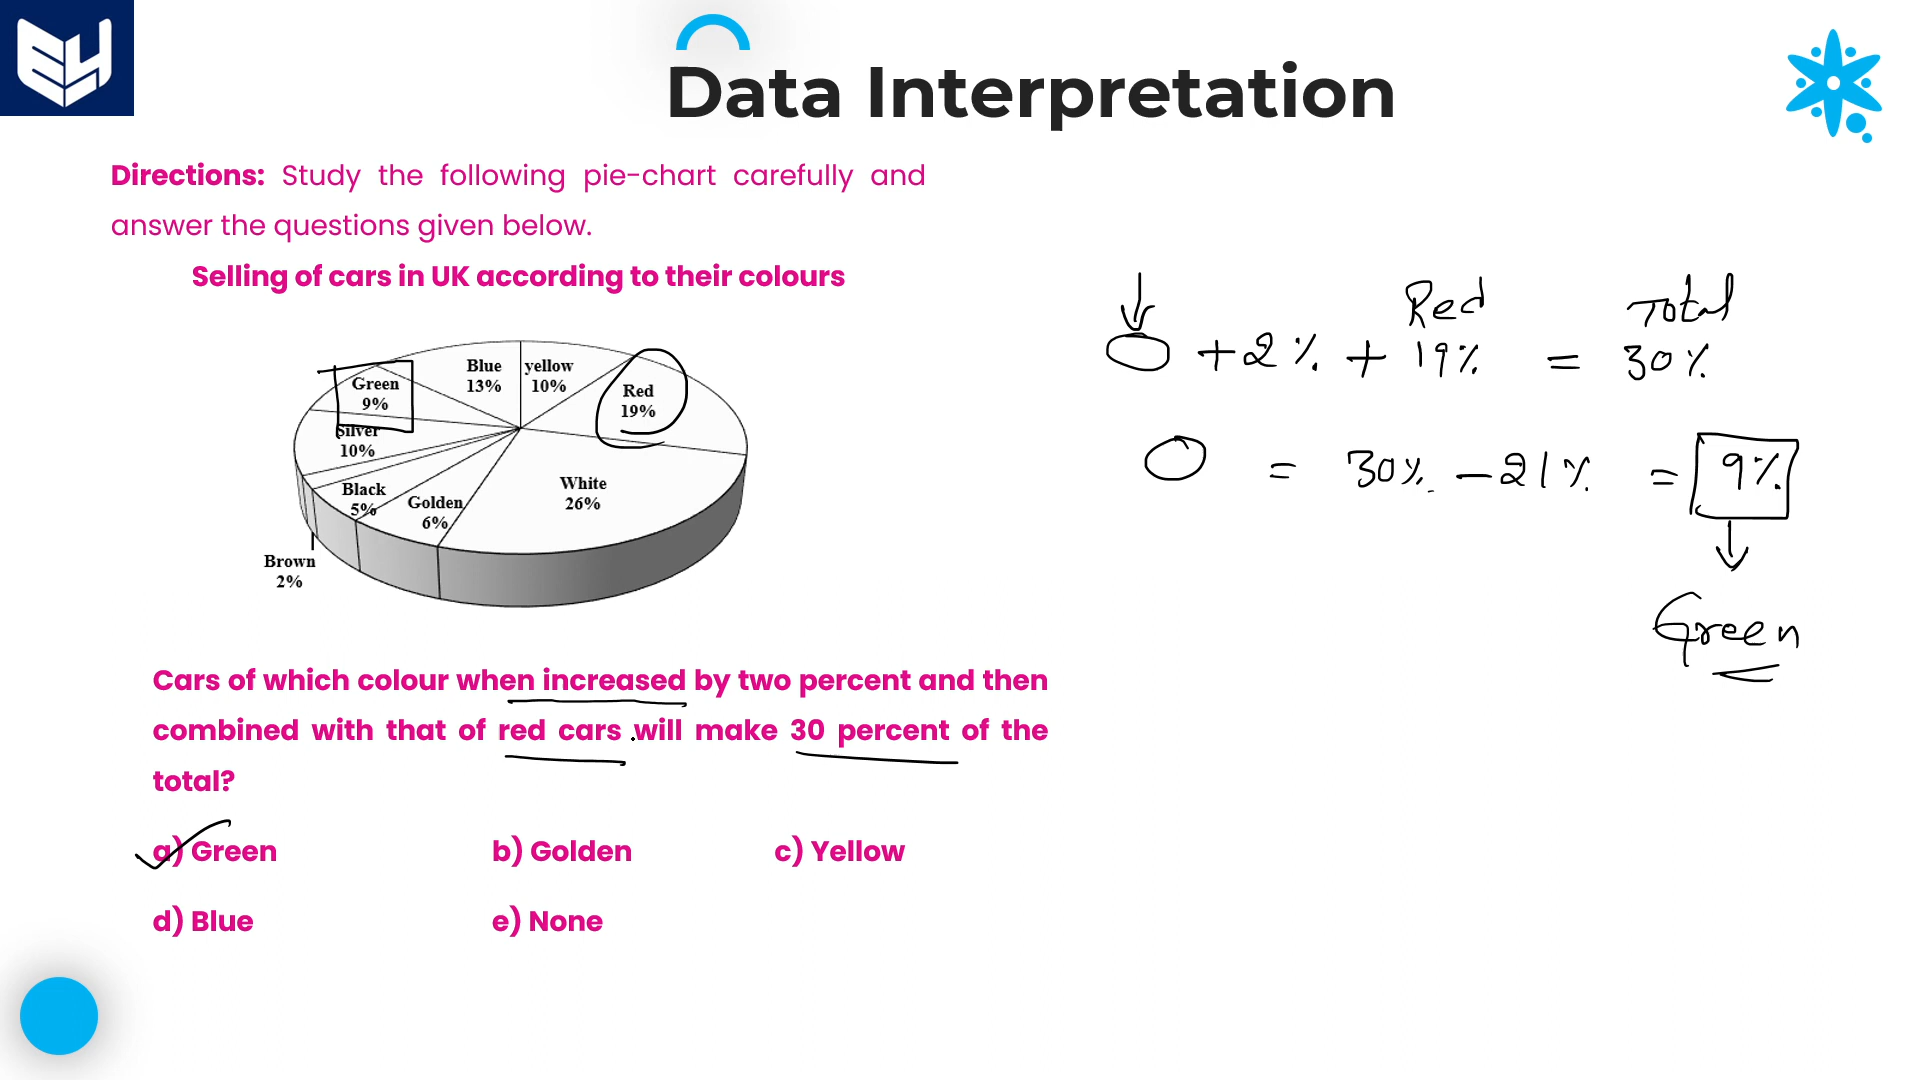 EY
Data Interpretation
Directions: Study the following pie-chart carefully and
answer the questions given below.
Selling of cars in UK according to their colours
Blue
13%
yellow
10%
Green
9%
Red
19%
Silver
10%
White
26%
Black
5%
Golden
6%
Brown
2%
Red Total
O +2% + 19% = 30%
O = 30% - 21% = 9%
Green
Cars of which colour when increased by two percent and then
combined with that of red cars will make 30 percent of the
total?
a) Green b) Golden c) Yellow
d) Blue e) None